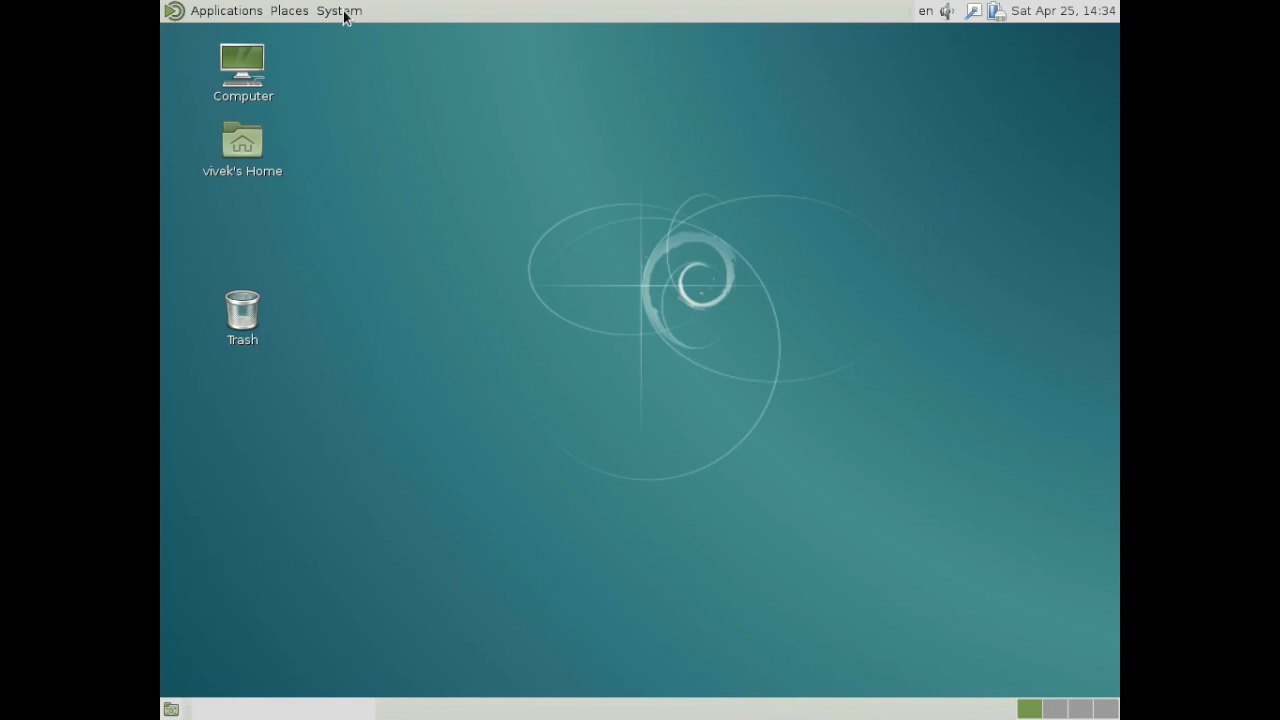 Applications Places System
en Sat Apr 25, 14:34
Computer
vivek's Home
Trash